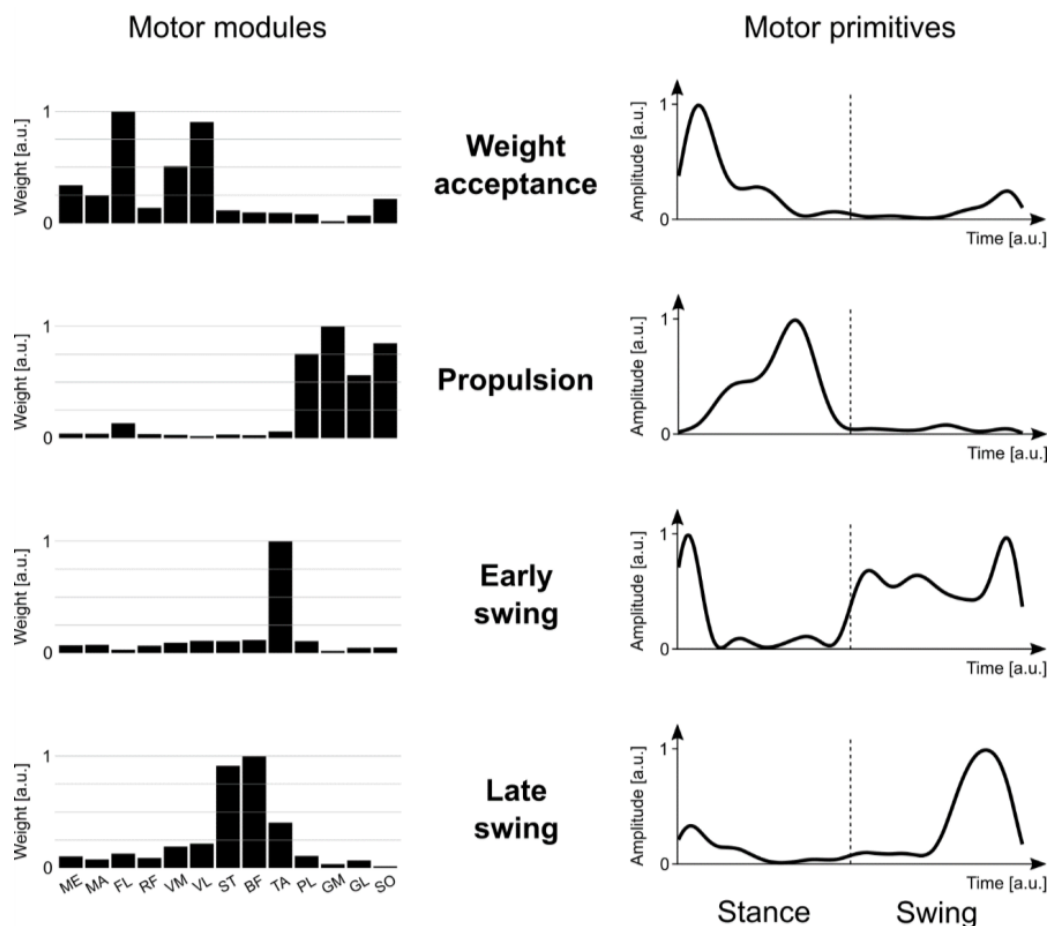 Motor modules
Motor primitives
1
Weight [a.u.]
0
Weight
acceptance
1
Amplitude [a.u.]
0
Time [a.u.]
1
Weight [a.u.]
0
Propulsion
1
Amplitude [a.u.]
0
Time [a.u.]
1
Weight [a.u.]
0
Early
swing
1
Amplitude [a.u.]
0
Time [a.u.]
1
Weight [a.u.]
0
ME MA FL RF VM VL ST BF TA PL GM GL SO
Late
swing
1
Amplitude [a.u.]
0
Time [a.u.]
Stance
Swing